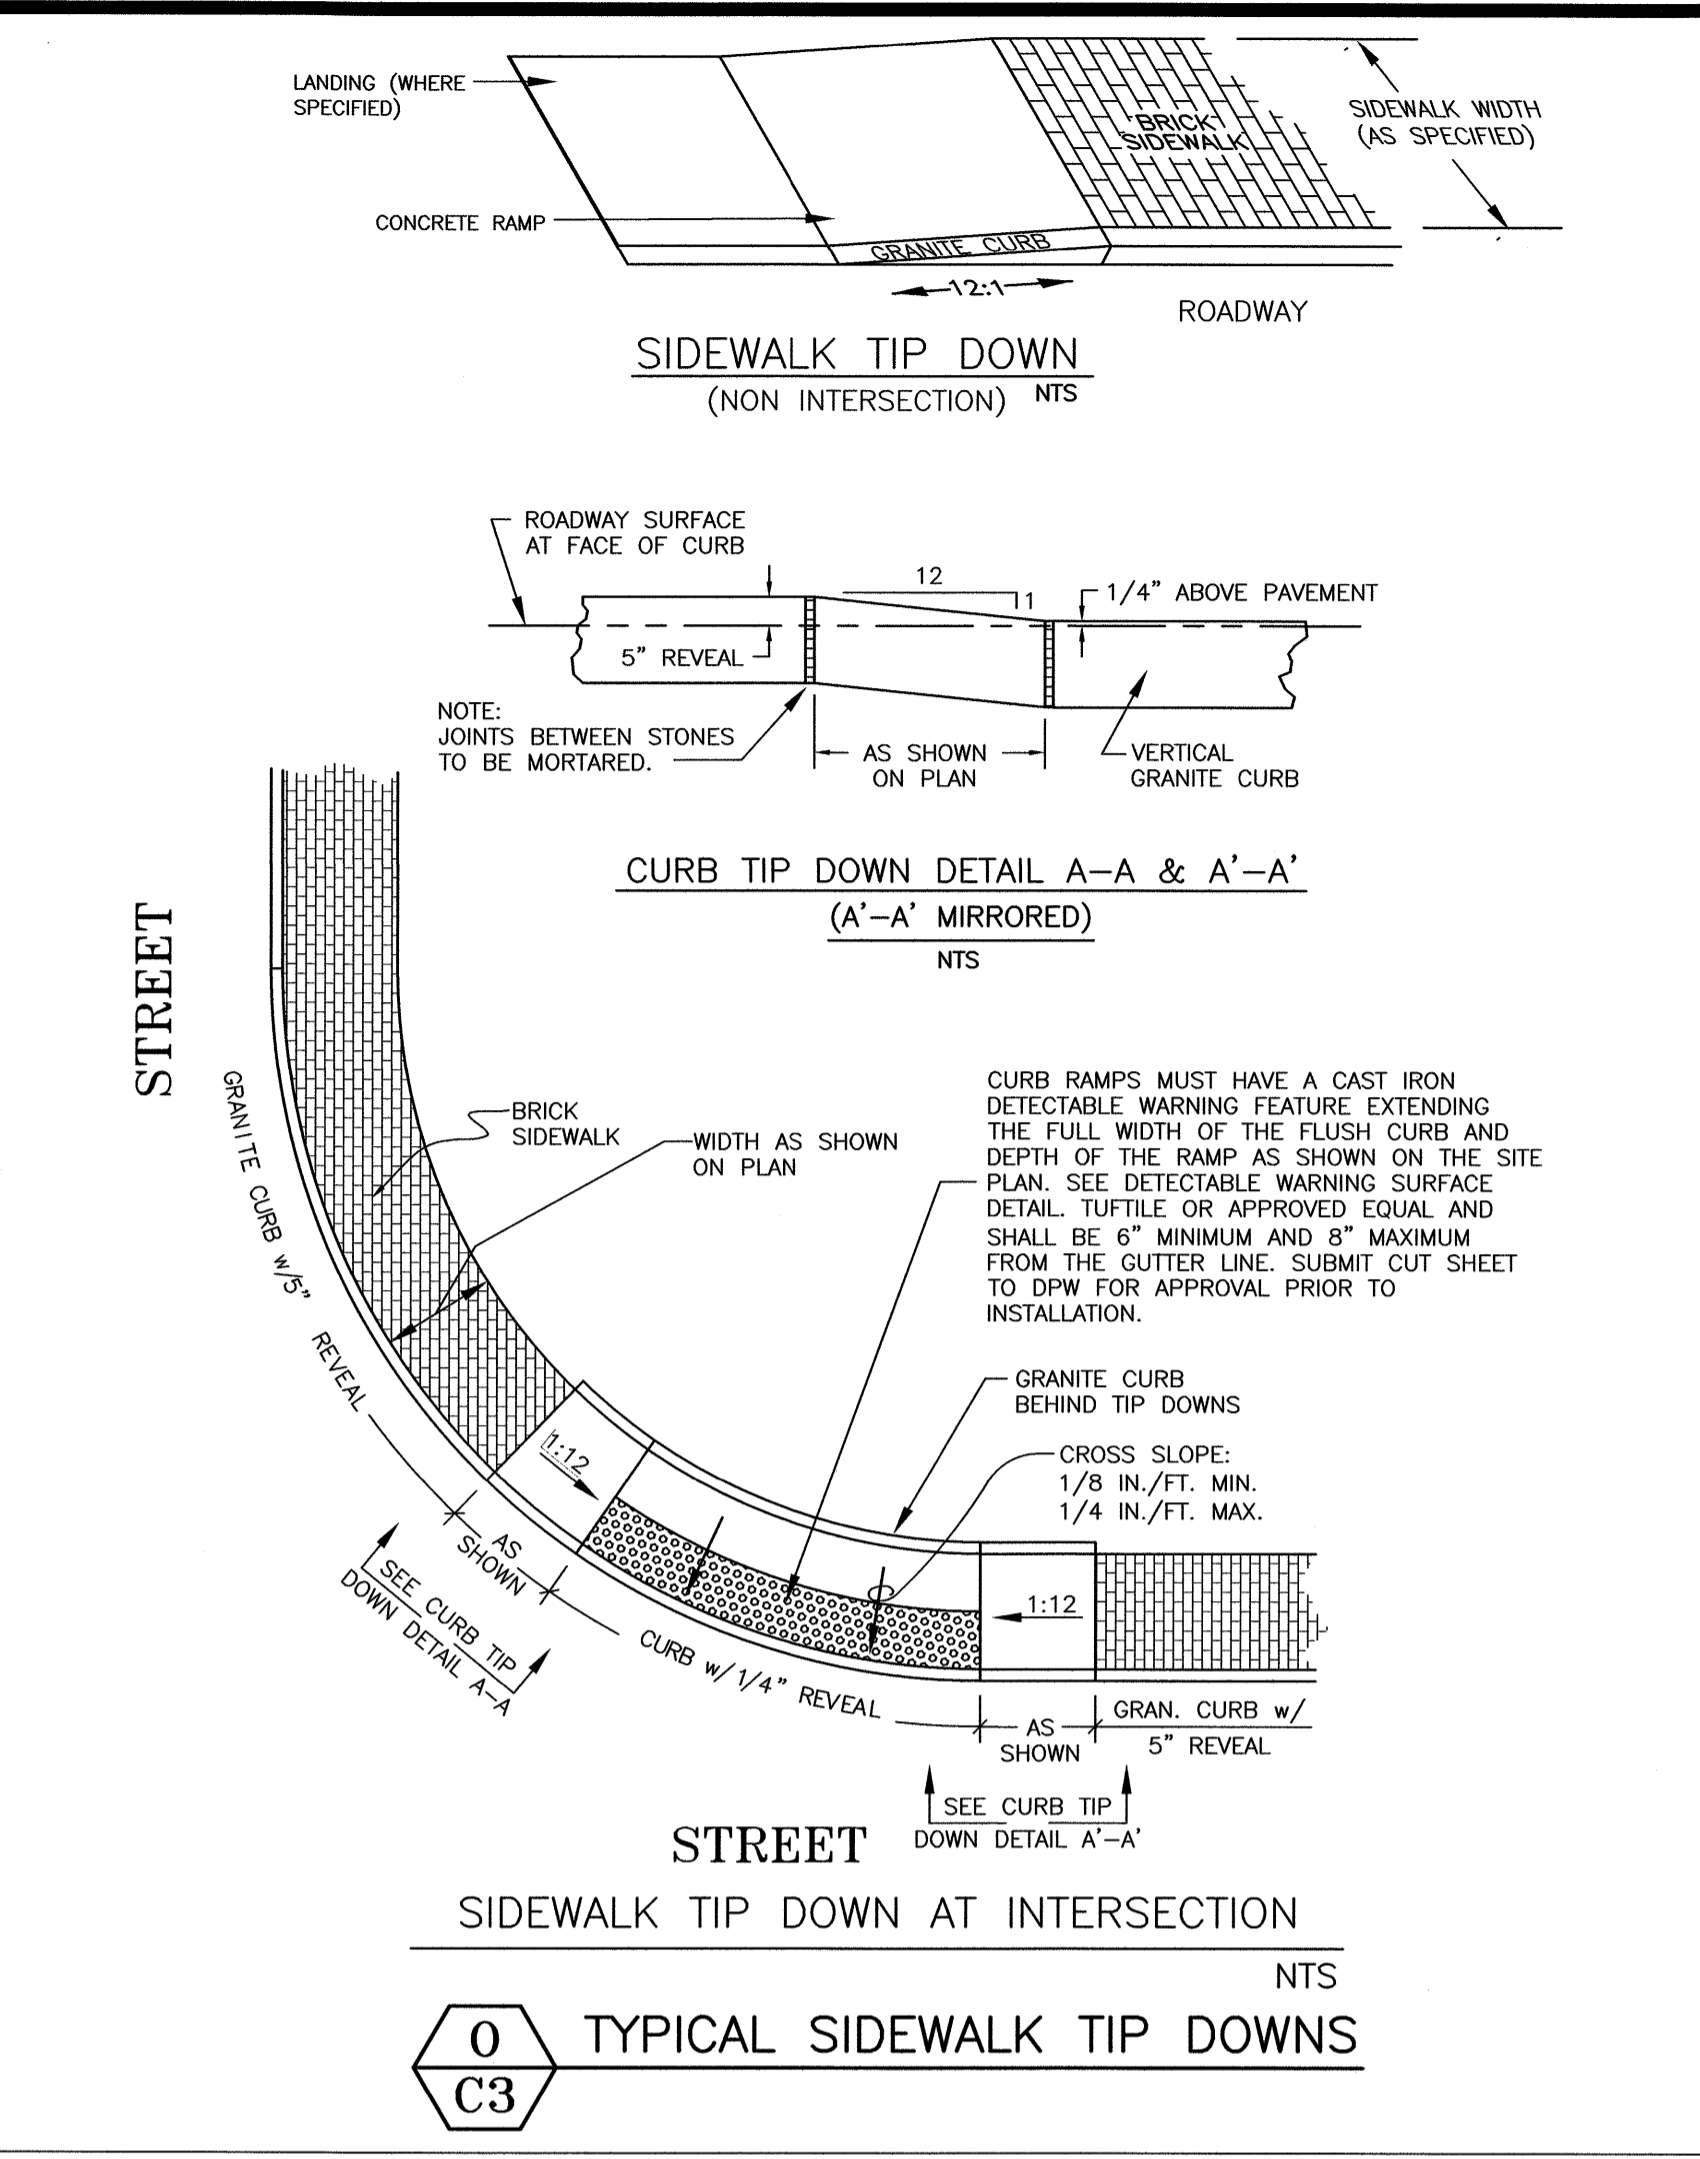 LANDING (WHERE
SPECIFIED)
BRICK
SIDEWALK
SIDEWALK WIDTH
(AS SPECIFIED)
CONCRETE RAMP
GRANITE CURB
12:1
ROADWAY
SIDEWALK TIP DOWN
(NON INTERSECTION) NTS
ROADWAY SURFACE
AT FACE OF CURB
12
1
1/4" ABOVE PAVEMENT
5" REVEAL
NOTE:
JOINTS BETWEEN STONES
TO BE MORTARED.
AS SHOWN
ON PLAN
VERTICAL
GRANITE CURB
CURB TIP DOWN DETAIL A-A & A'-A'
(A'-A' MIRRORED)
NTS
STREET
GRANITE CURB w/5" REVEAL
BRICK
SIDEWALK
WIDTH AS SHOWN
ON PLAN
CURB RAMPS MUST HAVE A CAST IRON
DETECTABLE WARNING FEATURE EXTENDING
THE FULL WIDTH OF THE FLUSH CURB AND
DEPTH OF THE RAMP AS SHOWN ON THE SITE
PLAN. SEE DETECTABLE WARNING SURFACE
DETAIL. TUFTILE OR APPROVED EQUAL AND
SHALL BE 6" MINIMUM AND 8" MAXIMUM
FROM THE GUTTER LINE. SUBMIT CUT SHEET
TO DPW FOR APPROVAL PRIOR TO
INSTALLATION.
GRANITE CURB
BEHIND TIP DOWNS
CROSS SLOPE:
1/8 IN./FT. MIN.
1/4 IN./FT. MAX.
1:12
AS
SHOWN
SEE CURB TIP
DOWN DETAIL A-A
CURB w/1/4" REVEAL
1:12
AS
SHOWN
GRAN. CURB w/
5" REVEAL
SEE CURB TIP
DOWN DETAIL A'-A'
STREET
SIDEWALK TIP DOWN AT INTERSECTION
NTS
O
C3
TYPICAL SIDEWALK TIP DOWNS